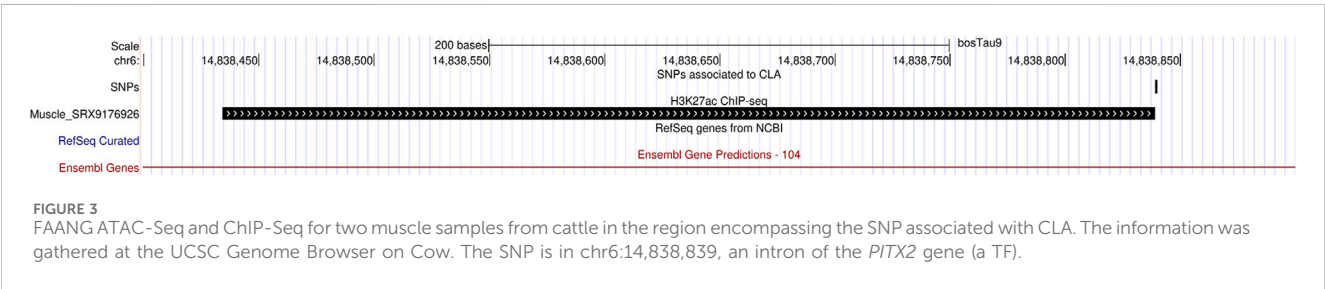 Scale 200 bases bosTau9
chr6: 14,838,450 14,838,500 14,838,550 14,838,600 14,838,650 14,838,700 14,838,750 14,838,800 14,838,850
SNPs associated to CLA
SNPs
H3K27ac ChIP-seq
Muscle_SRX9176926
RefSeq genes from NCBI
RefSeq Curated
Ensembl Gene Predictions - 104
Ensembl Genes
FIGURE 3
FAANG ATAC-Seq and ChIP-Seq for two muscle samples from cattle in the region encompassing the SNP associated with CLA. The information was
gathered at the UCSC Genome Browser on Cow. The SNP is in chr6:14,838,839, an intron of the PITX2 gene (a TF).